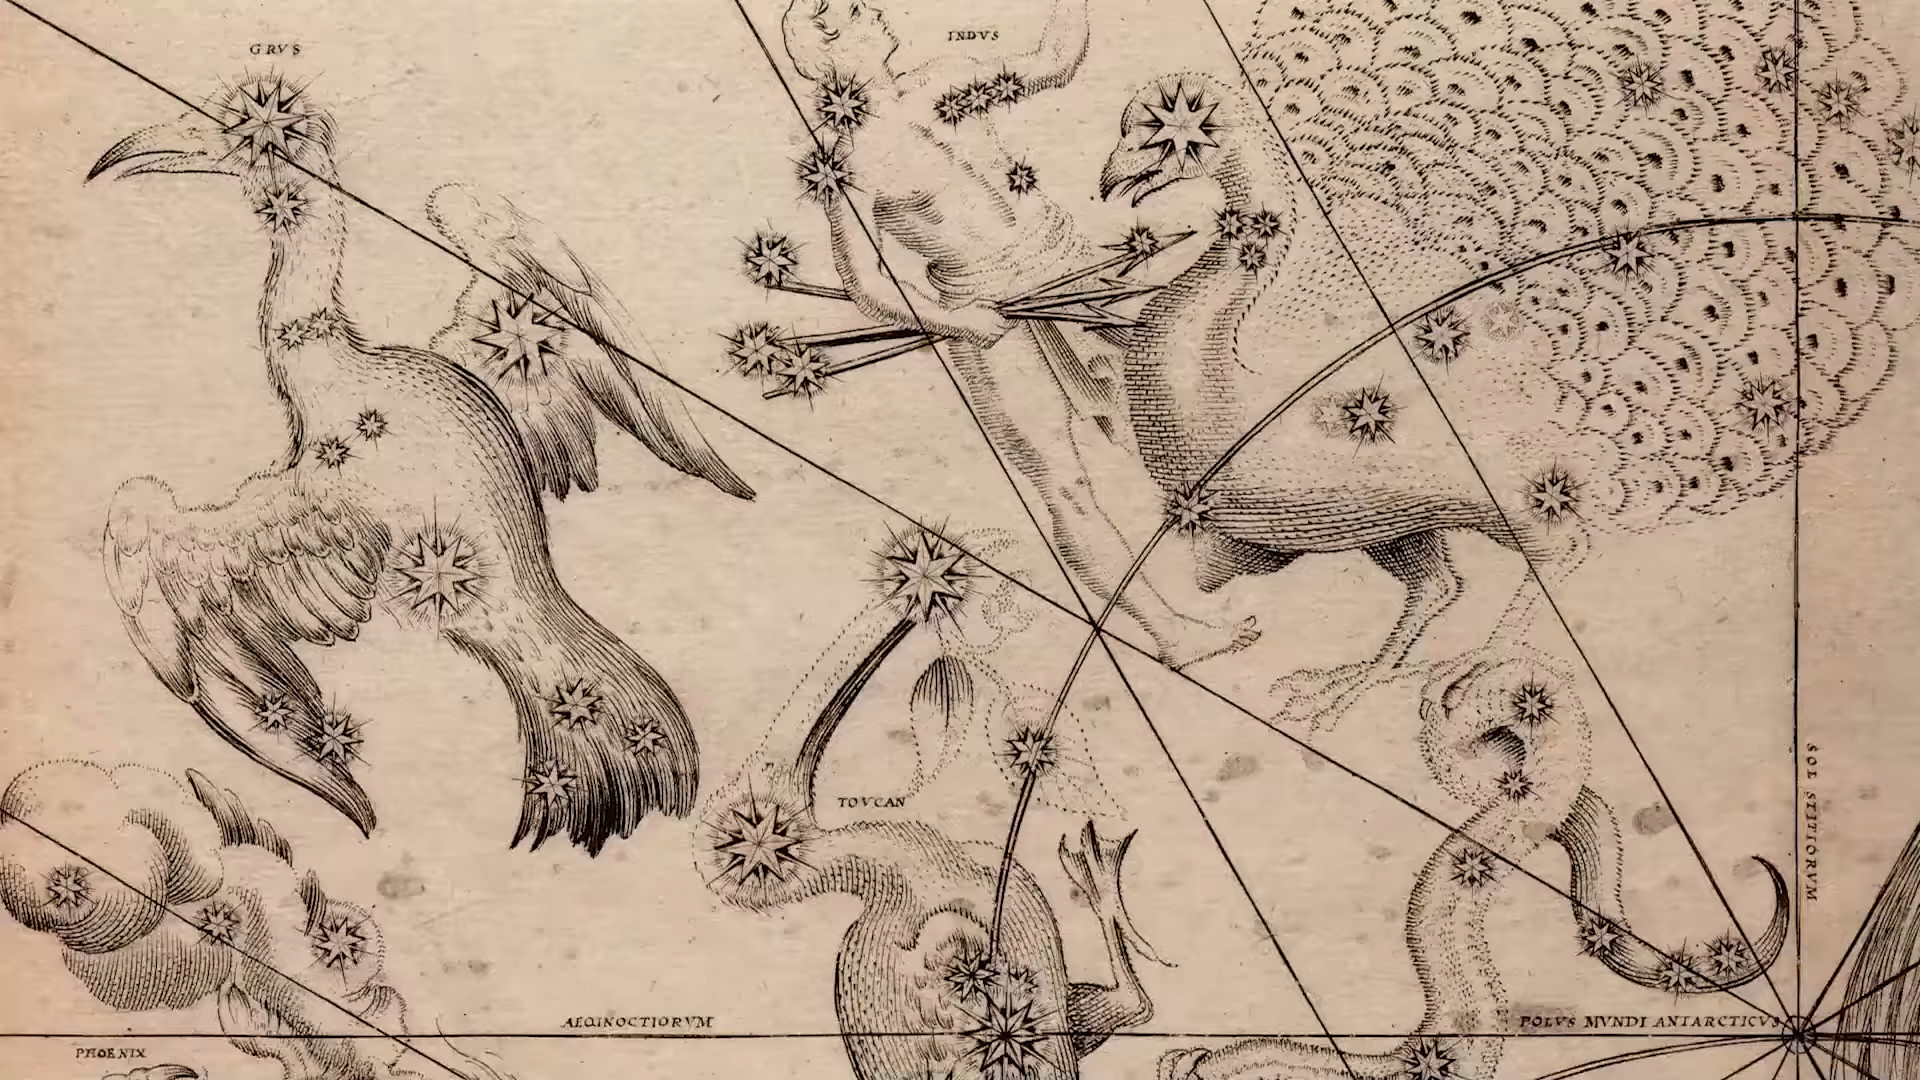 GRVS
INDVS
TOVCAN
SOL STITIORVM
AEQINOCTIORVM
POLVS MVNDI ANTARCTICVS
PHOENIX